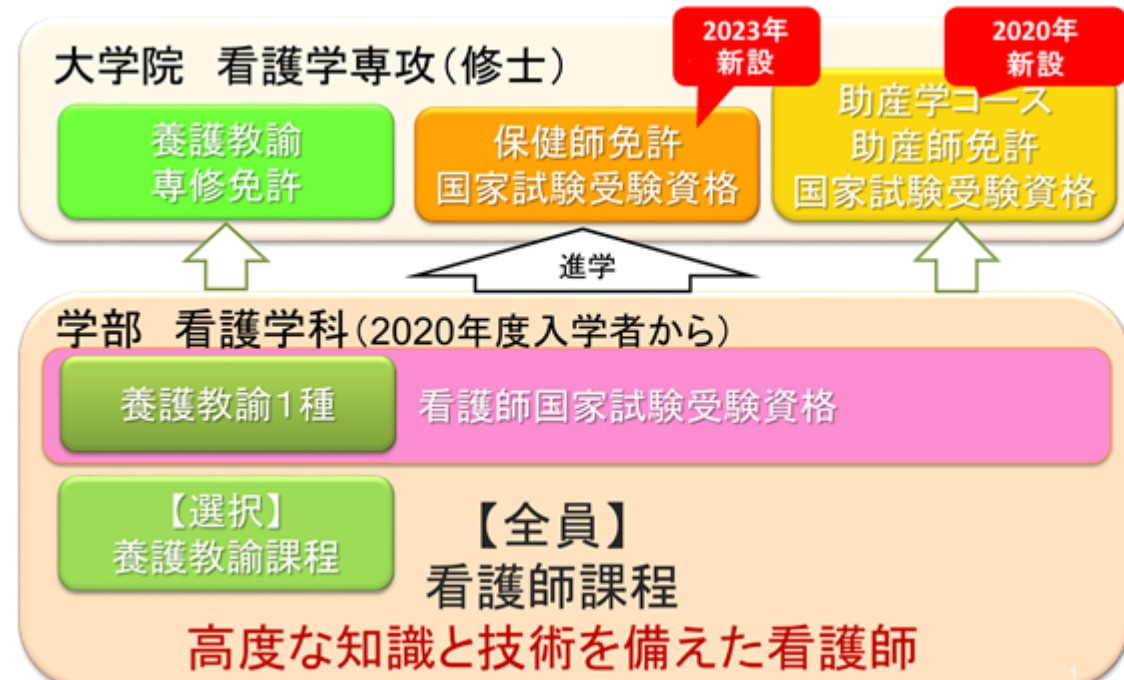 大学院 看護学専攻(修士)
2023年
新設
2020年
新設
養護教諭
専修免許
保健師免許
国家試験受験資格
助産学コース
助産師免許
国家試験受験資格
進学
学部 看護学科(2020年度入学者から)
養護教諭1種
看護師国家試験受験資格
【選択】
養護教諭課程
【全員】
看護師課程
高度な知識と技術を備えた看護師
1